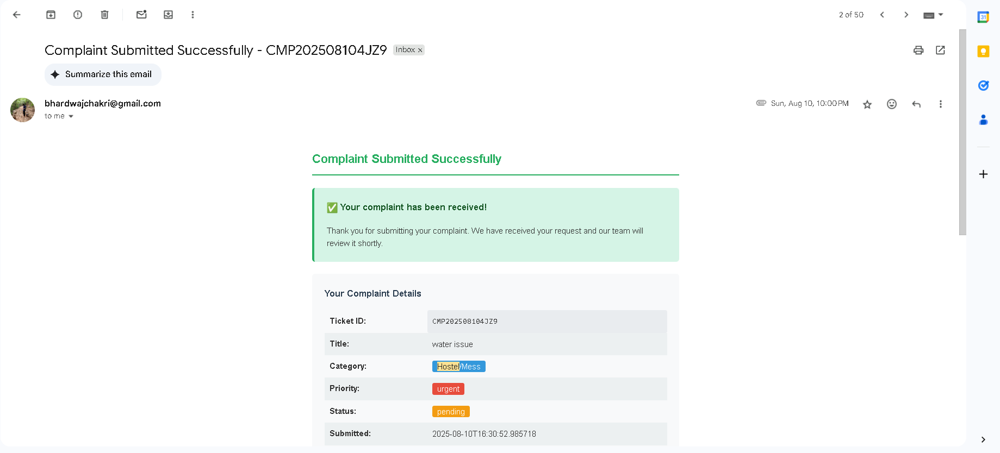 2 of 50
31
Complaint Submitted Successfully - CMP202508104JZ9 Inbox x
Summarize this email
bhardwajchakri@gmail.com
Sun, Aug 10, 10:00 PM
to me
Complaint Submitted Successfully
✅ Your complaint has been received!
Thank you for submitting your complaint. We have received your request and our team will
review it shortly.
Your Complaint Details
Ticket ID: CMP202508104JZ9
Title: water issue
Category: Hostel/Mess
Priority: urgent
Status: pending
Submitted: 2025-08-10T16:30:52.985718